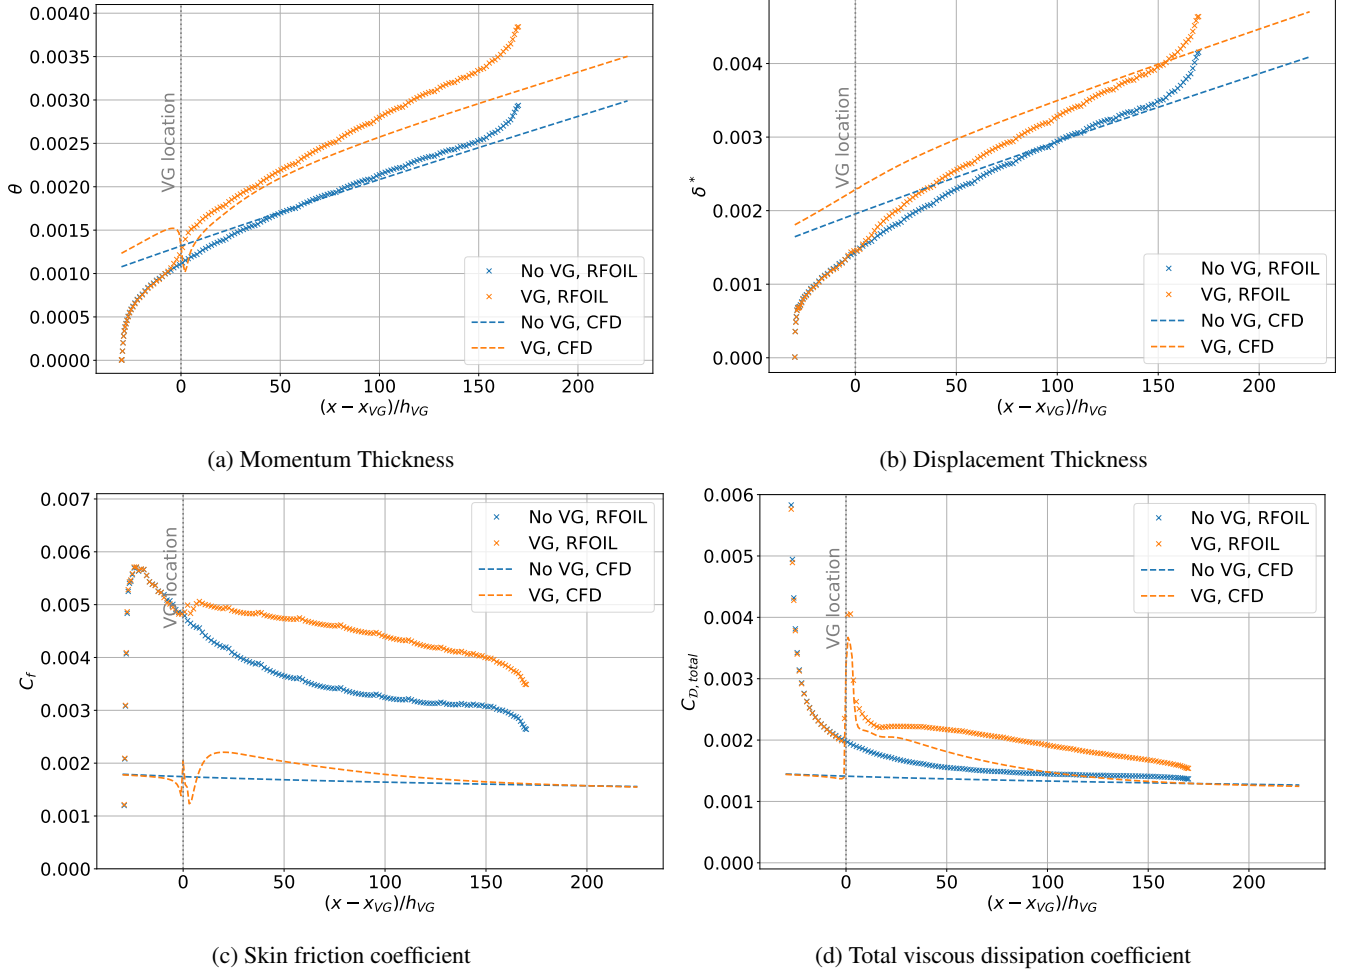 0.0040
0.0035
0.0030
0.0025
0.0020
0.0015
0.0010
0.0005
0.0000
θ
VG location
No VG, RFOIL
VG, RFOIL
No VG, CFD
VG, CFD
0 50 100 150 200
(x − x_VG)/h_VG
(a) Momentum Thickness
0.004
0.003
0.002
0.001
0.000
δ*
VG location
No VG, RFOIL
VG, RFOIL
No VG, CFD
VG, CFD
0 50 100 150 200
(x − x_VG)/h_VG
(b) Displacement Thickness
0.007
0.006
0.005
0.004
0.003
0.002
0.001
0.000
C_f
VG location
No VG, RFOIL
VG, RFOIL
No VG, CFD
VG, CFD
0 50 100 150 200
(x − x_VG)/h_VG
(c) Skin friction coefficient
0.006
0.005
0.004
0.003
0.002
0.001
0.000
C_𝒟,total
VG location
No VG, RFOIL
VG, RFOIL
No VG, CFD
VG, CFD
0 50 100 150 200
(x − x_VG)/h_VG
(d) Total viscous dissipation coefficient